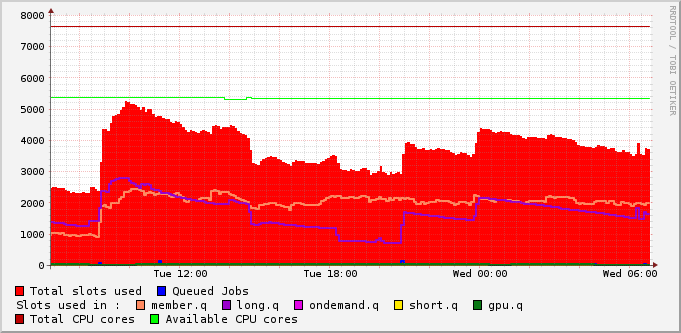 8000
7000
6000
5000
4000
3000
2000
1000
0
Tue 12:00 Tue 18:00 Wed 00:00 Wed 06:00
RRDTOOL / TOBI OETIKER
Total slots used Queued Jobs
Slots used in : member.q long.q ondemand.q short.q gpu.q
Total CPU cores Available CPU cores